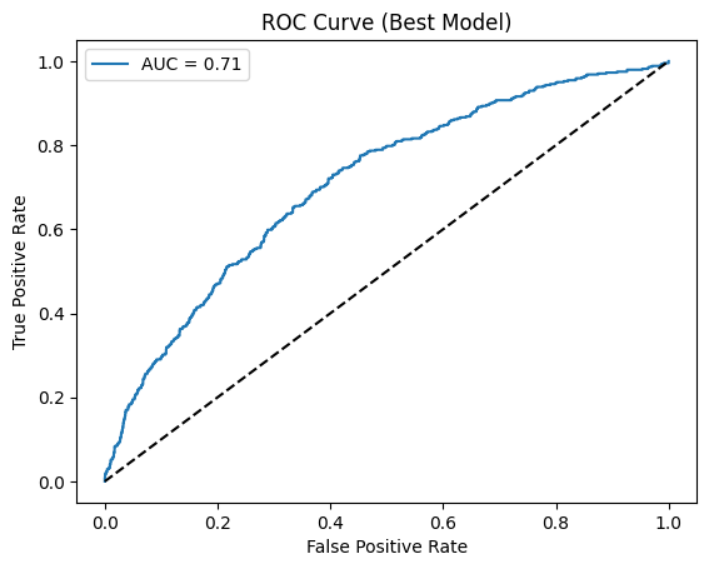 ROC Curve (Best Model)
AUC = 0.71
1.0
0.8
0.6
0.4
0.2
0.0
True Positive Rate
0.0 0.2 0.4 0.6 0.8 1.0
False Positive Rate